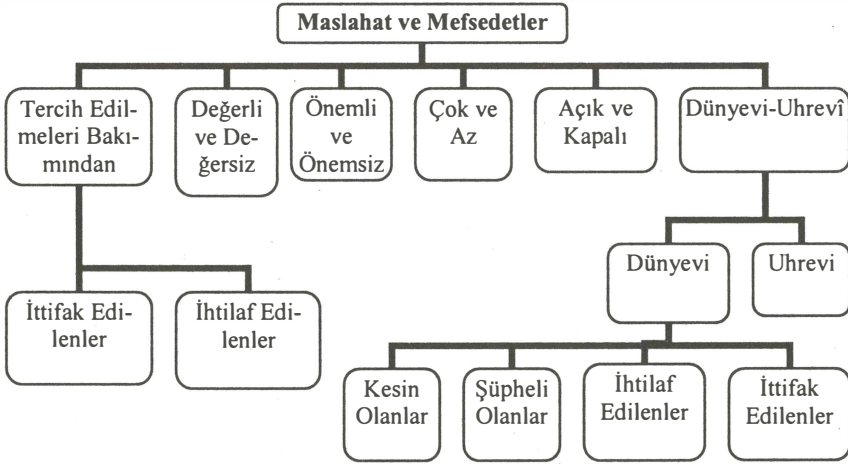 Maslahat ve Mefsedetler
Tercih Edil-
meleri Bakı-
mından
Değerli
ve De-
ğersiz
Önemli
ve
Önemsiz
Çok ve
Az
Açık ve
Kapalı
Dünyevi-Uhrevî
Dünyevi
Uhrevi
İttifak Edi-
lenler
İhtilaf Edi-
lenler
Kesin
Olanlar
Şüpheli
Olanlar
İhtilaf
Edilenler
İttifak
Edilenler